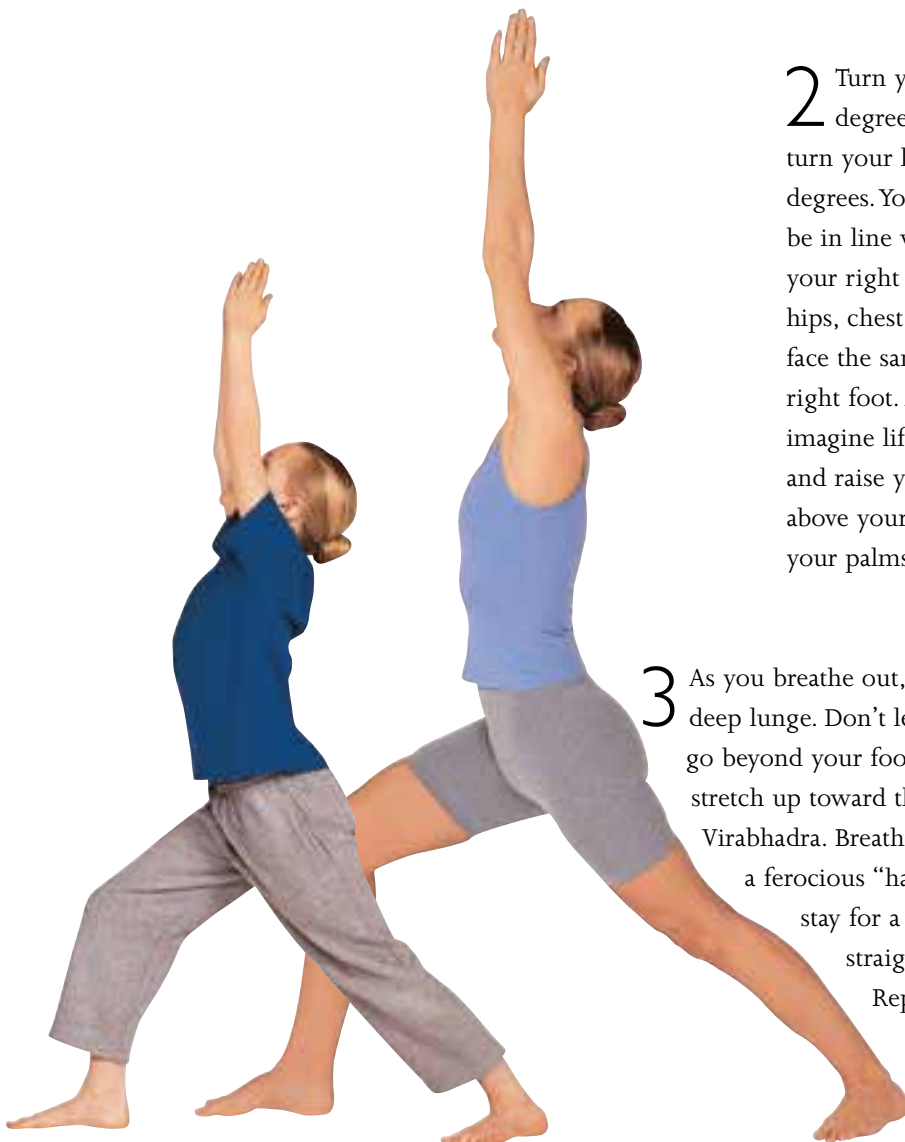 2 Turn y
degree
turn your l
degrees. Yo
be in line v
your right
hips, chest
face the sar
right foot.
imagine lif
and raise y
above your
your palms
3 As you breathe out,
deep lunge. Don’t le
go beyond your foo
stretch up toward th
Virabhadra. Breath
a ferocious “ha
stay for a
straig
Rep